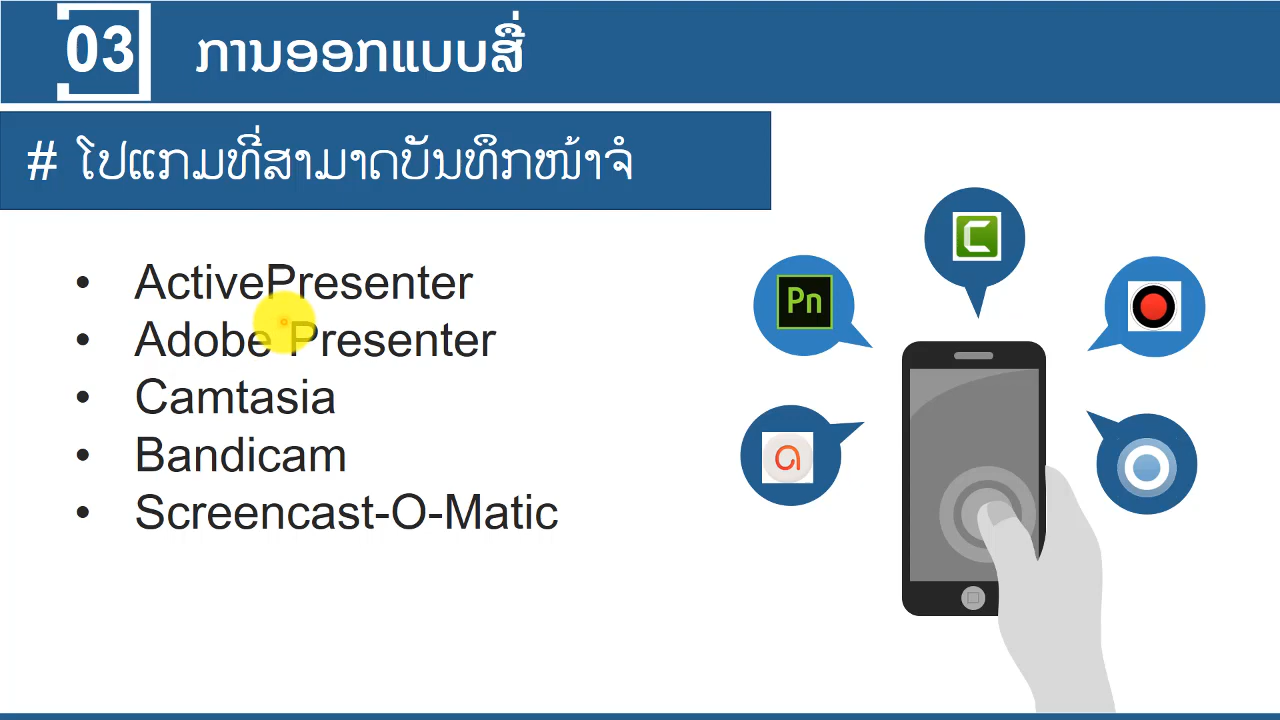 03
ການອອກແບບສື່
# ໂປແກມທີ່ສາມາດບັນທຶກໜ້າຈໍ
• ActivePresenter
• Adobe Presenter
• Camtasia
• Bandicam
• Screencast-O-Matic
Pn